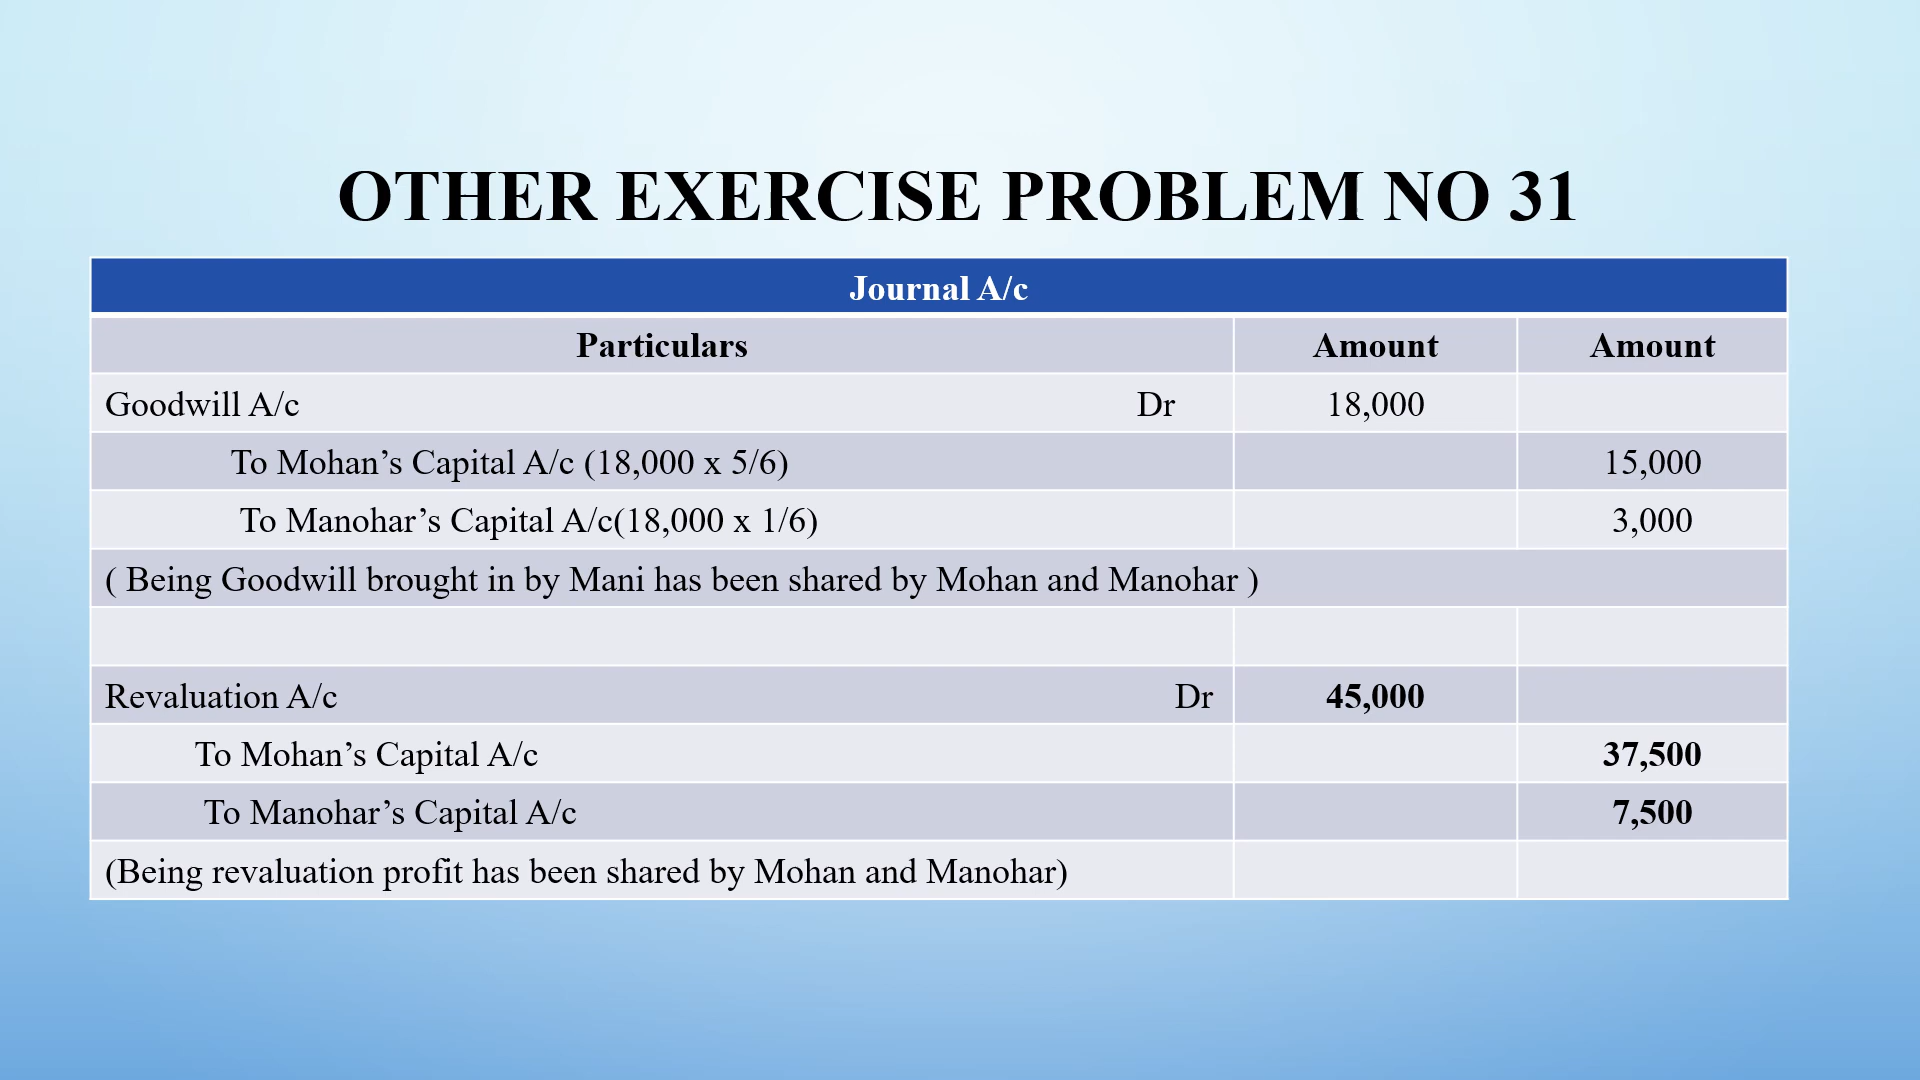 OTHER EXERCISE PROBLEM NO 31
Journal A/c
Particulars Amount Amount
Goodwill A/c Dr 18,000
To Mohan’s Capital A/c (18,000 x 5/6) 15,000
To Manohar’s Capital A/c(18,000 x 1/6) 3,000
( Being Goodwill brought in by Mani has been shared by Mohan and Manohar )
Revaluation A/c Dr 45,000
To Mohan’s Capital A/c 37,500
To Manohar’s Capital A/c 7,500
(Being revaluation profit has been shared by Mohan and Manohar)